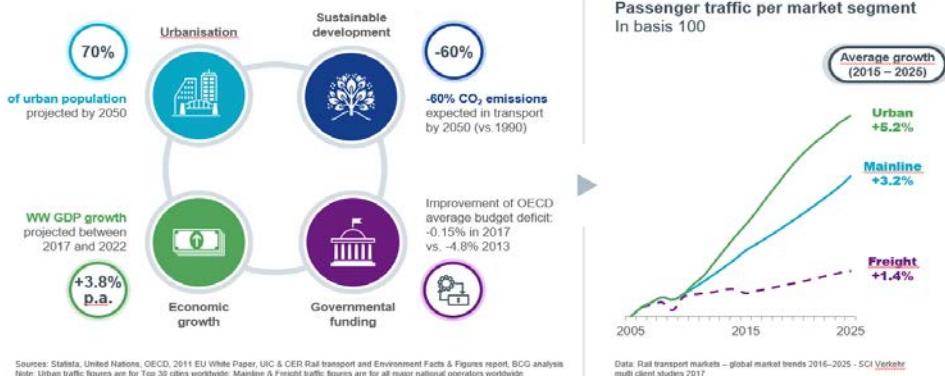 Urbanisation
Sustainable
development
70%
of urban population
projected by 2050
-60%
-60% CO₂ emissions
expected in transport
by 2050 (vs.1990)
WW GDP growth
projected between
2017 and 2022
+3.8%
p.a.
Economic
growth
Improvement of OECD
average budget deficit:
-0.15% in 2017
vs. -4.8% 2013
Governmental
funding
Sources: Statista, United Nations, OECD, 2011 EU White Paper, UIC & CER Rail transport and Environment Facts & Figures report, BCG analysis
Note: Urban traffic figures are for Top 30 cities worldwide; Mainline & Freight traffic figures are for all major national operators worldwide
Passenger traffic per market segment
In basis 100
Average growth
(2015 – 2025)
Urban
+5.2%
Mainline
+3.2%
Freight
+1.4%
2005
2015
2025
Data: Rail transport markets – global market trends 2016–2025 - SCI Verkehr
multi client studies 2017